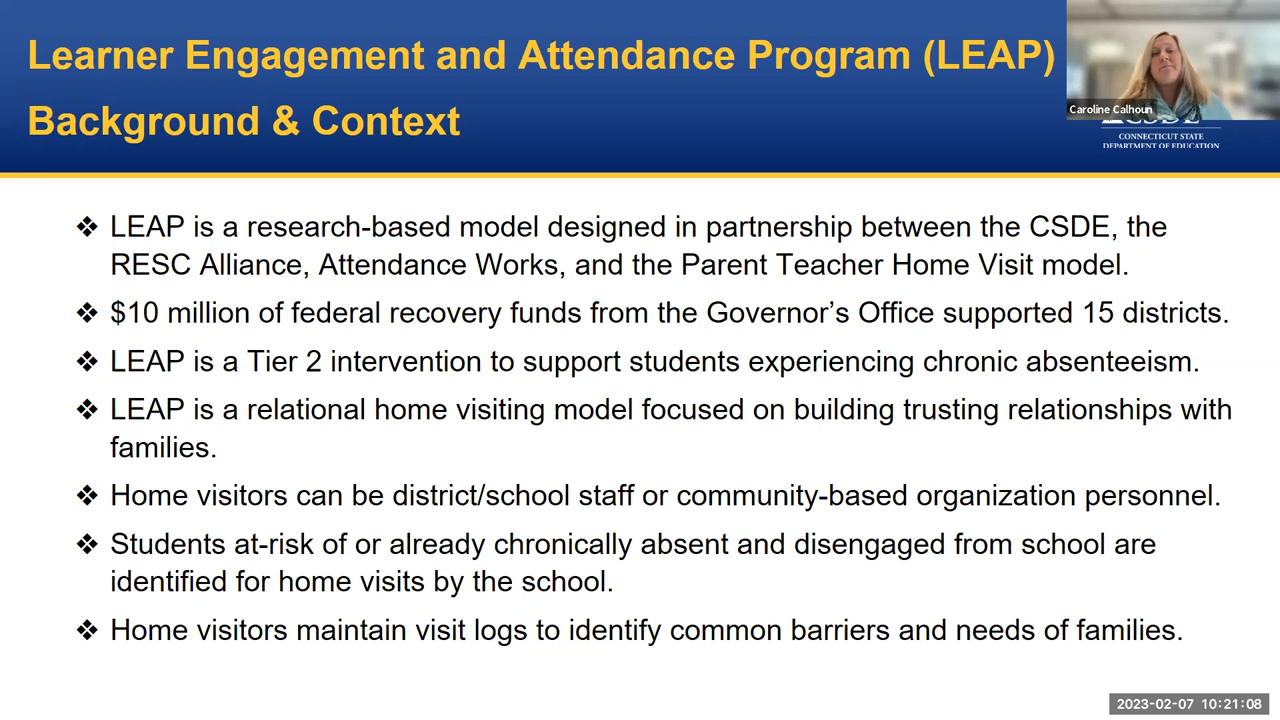 Learner Engagement and Attendance Program (LEAP)
Background & Context
Caroline Calhoun
CSDE
CONNECTICUT STATE
DEPARTMENT OF EDUCATION
❖ LEAP is a research-based model designed in partnership between the CSDE, the
RESC Alliance, Attendance Works, and the Parent Teacher Home Visit model.
❖ $10 million of federal recovery funds from the Governor’s Office supported 15 districts.
❖ LEAP is a Tier 2 intervention to support students experiencing chronic absenteeism.
❖ LEAP is a relational home visiting model focused on building trusting relationships with
families.
❖ Home visitors can be district/school staff or community-based organization personnel.
❖ Students at-risk of or already chronically absent and disengaged from school are
identified for home visits by the school.
❖ Home visitors maintain visit logs to identify common barriers and needs of families.
2023-02-07 10:21:08